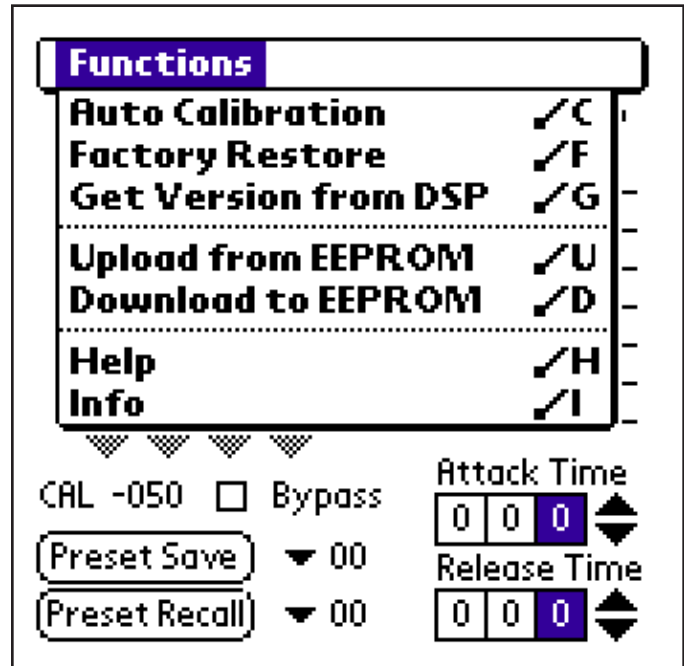 Functions
Auto Calibration /C
Factory Restore /F
Get Version from DSP /G
Upload from EEPROM /U
Download to EEPROM /D
Help /H
Info /I
CAL -050 Bypass
Attack Time
0 0 0
Preset Save 00
Release Time
Preset Recall 00
0 0 0